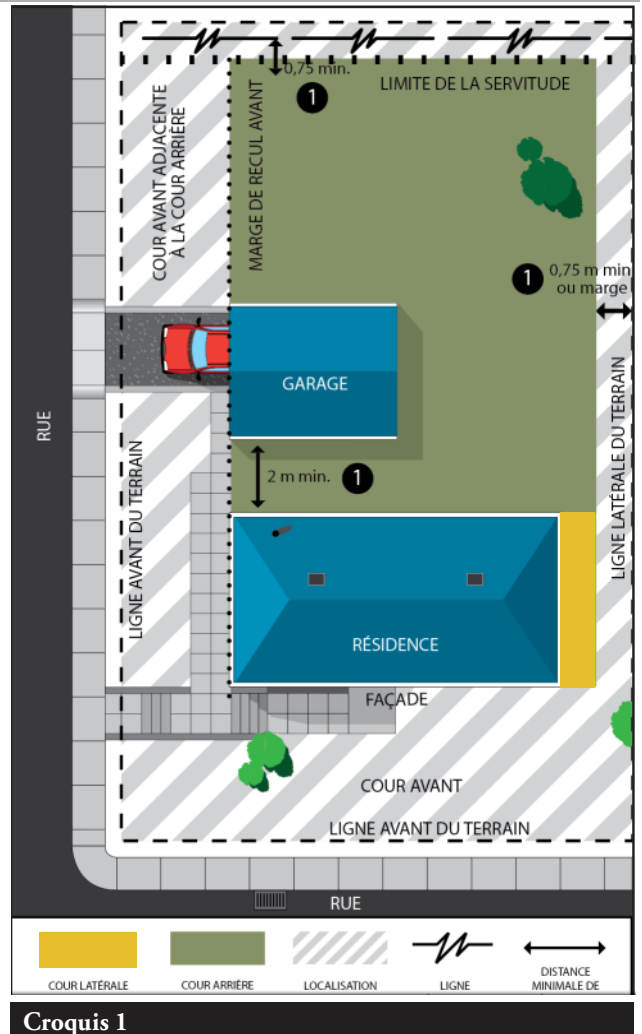 0,75 min.
1
LIMITE DE LA SERVITUDE
COUR AVANT ADJACENTE
À LA COUR ARRIÈRE
MARGE DE RECUL AVANT
1
0,75 m min
ou marge
GARAGE
RUE
2 m min.
1
LIGNE AVANT DU TERRAIN
LIGNE LATÉRALE DU TERRAIN
RÉSIDENCE
FAÇADE
COUR AVANT
LIGNE AVANT DU TERRAIN
RUE
COUR LATÉRALE
COUR ARRIÈRE
LOCALISATION
LIGNE
DISTANCE
MINIMALE DE
Croquis 1